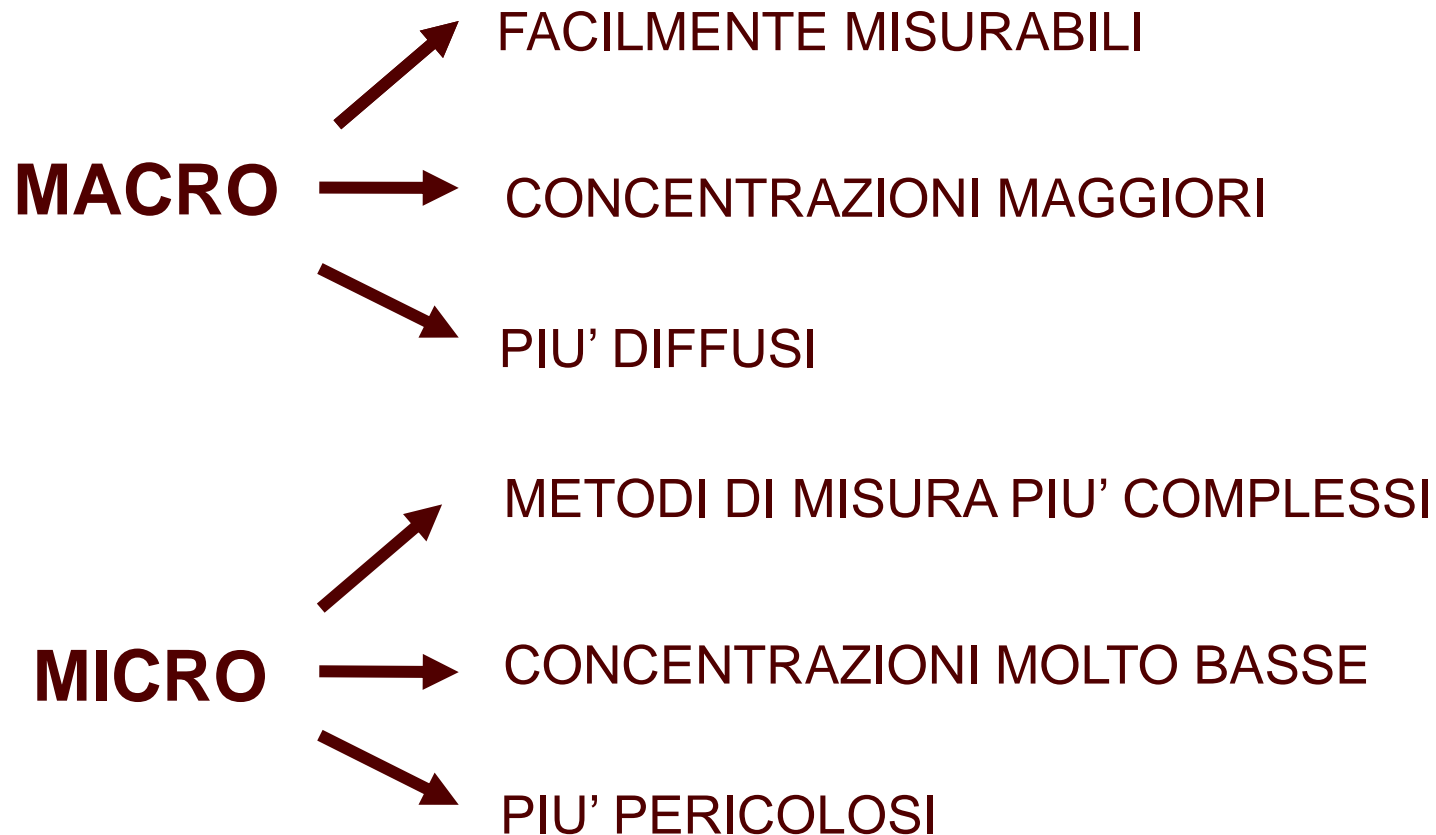 FACILMENTE MISURABILI
MACRO
CONCENTRAZIONI MAGGIORI
PIU’ DIFFUSI
METODI DI MISURA PIU’ COMPLESSI
MICRO
CONCENTRAZIONI MOLTO BASSE
PIU’ PERICOLOSI